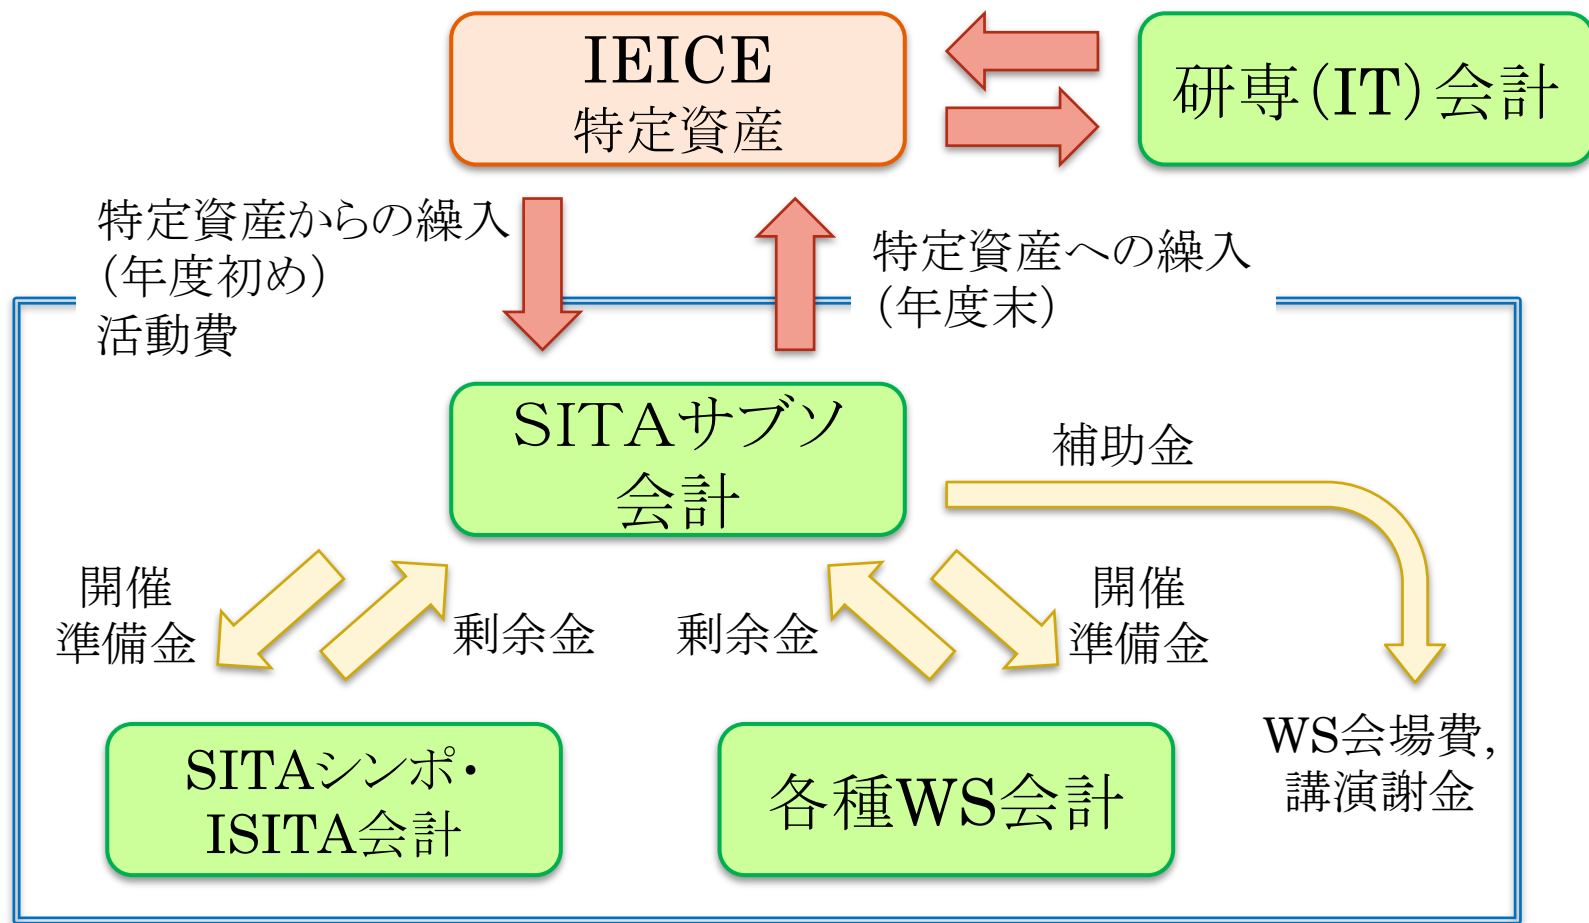 IEICE
特定資産
研専(IT)会計
特定資産からの繰入
(年度初め)
活動費
特定資産への繰入
(年度末)
SITAサブソ
会計
補助金
開催
準備金
剰余金
剰余金
開催
準備金
SITAシンポ・
ISITA会計
各種WS会計
WS会場費,
講演謝金